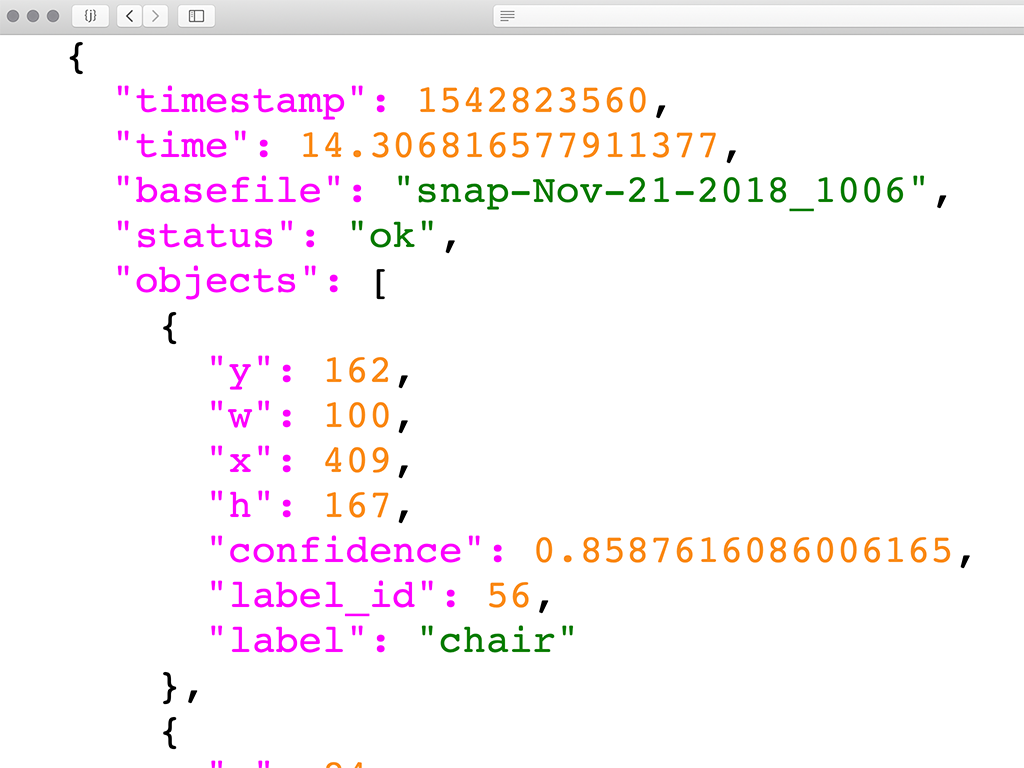 {j}
{
"timestamp": 1542823560,
"time": 14.306816577911377,
"basefile": "snap-Nov-21-2018_1006",
"status": "ok",
"objects": [
{
"y": 162,
"w": 100,
"x": 409,
"h": 167,
"confidence": 0.8587616086006165,
"label_id": 56,
"label": "chair"
},
{